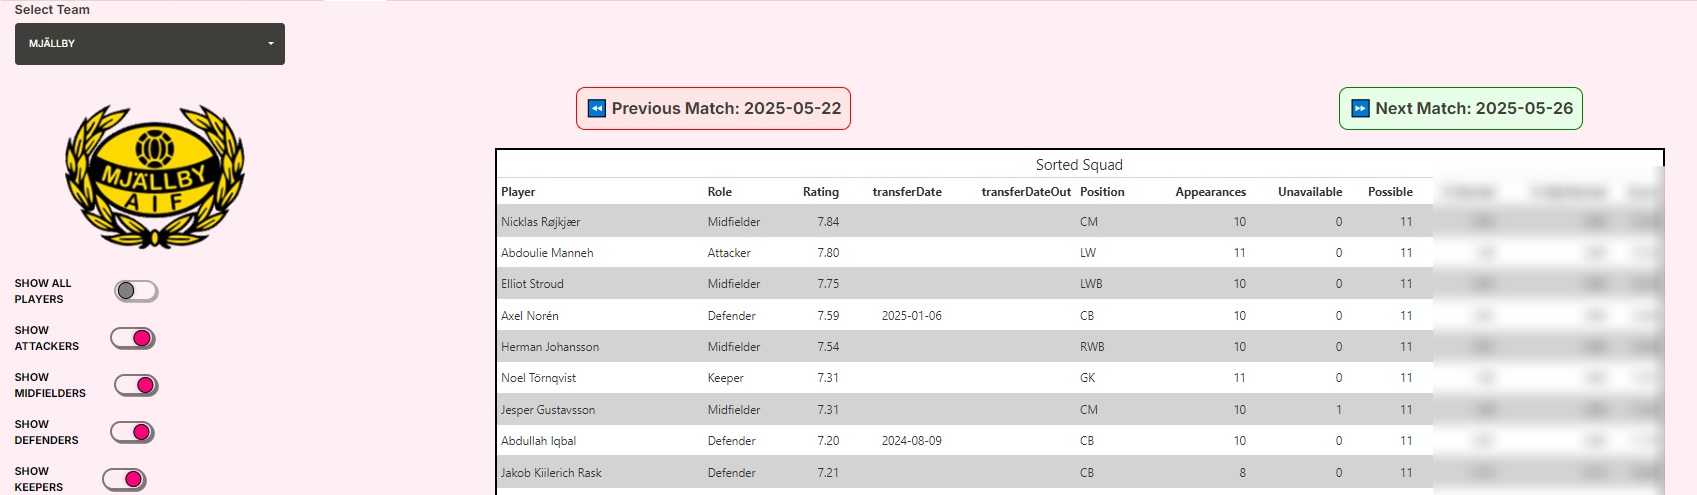 Select Team
MJÄLLBY
⏪ Previous Match: 2025-05-22
⏩ Next Match: 2025-05-26
MJÄLLBY
AIF
Sorted Squad
Player Role Rating transferDate transferDateOut Position Appearances Unavailable Possible
Nicklas Røjkjær Midfielder 7.84 CM 10 0 11
Abdoulie Manneh Attacker 7.80 LW 11 0 11
Elliot Stroud Midfielder 7.75 LWB 10 0 11
Axel Norén Defender 7.59 2025-01-06 CB 10 0 11
Herman Johansson Midfielder 7.54 RWB 10 0 11
Noel Törnqvist Keeper 7.31 GK 11 0 11
Jesper Gustavsson Midfielder 7.31 CM 10 1 11
Abdullah Iqbal Defender 7.20 2024-08-09 CB 10 0 11
Jakob Kiilerich Rask Defender 7.21 CB 8 0 11
SHOW ALL
PLAYERS
SHOW
ATTACKERS
SHOW
MIDFIELDERS
SHOW
DEFENDERS
SHOW
KEEPERS